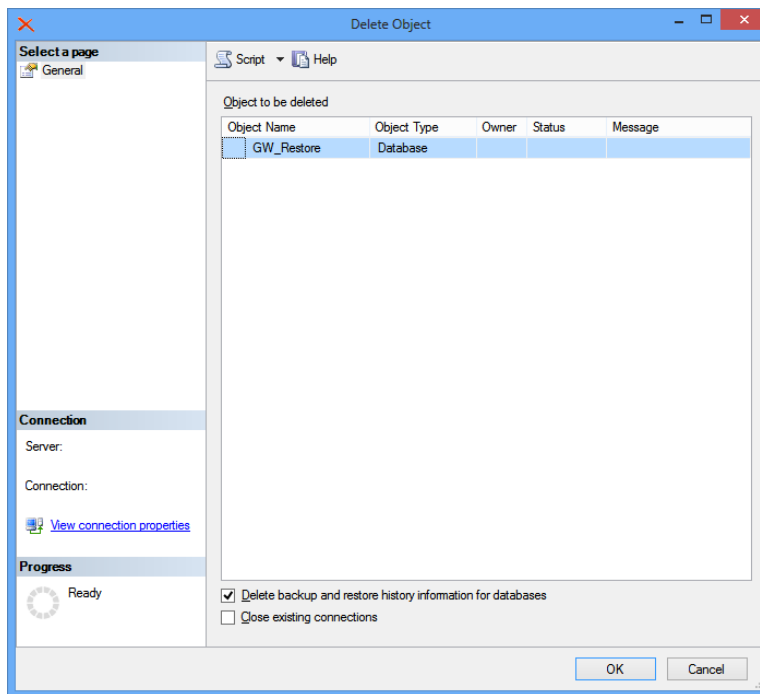 Delete Object
Select a page
General
Script
Help
Object to be deleted
Object Name Object Type Owner Status Message
GW_Restore Database
Connection
Server:
Connection:
View connection properties
Progress
Ready
Delete backup and restore history information for databases
Close existing connections
OK Cancel